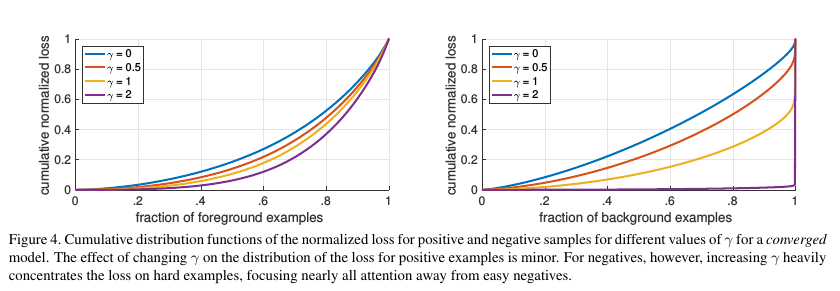 cumulative normalized loss
1
0.8
0.6
0.4
0.2
0
γ = 0
γ = 0.5
γ = 1
γ = 2
0
.2
.4
.6
.8
1
fraction of foreground examples
cumulative normalized loss
1
0.8
0.6
0.4
0.2
0
γ = 0
γ = 0.5
γ = 1
γ = 2
0
.2
.4
.6
.8
1
fraction of background examples
Figure 4. Cumulative distribution functions of the normalized loss for positive and negative samples for different values of γ for a converged
model. The effect of changing γ on the distribution of the loss for positive examples is minor. For negatives, however, increasing γ heavily
concentrates the loss on hard examples, focusing nearly all attention away from easy negatives.